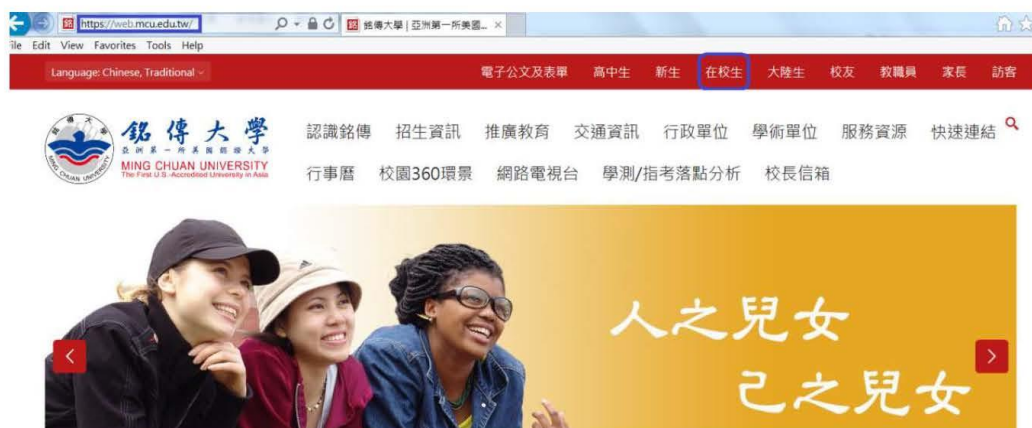 https://web.mcu.edu.tw/
銘傳大學 | 亞洲第一所美國...
ile Edit View Favorites Tools Help
Language: Chinese, Traditional
電子公文及表單 高中生 新生 在校生 大陸生 校友 教職員 家長 訪客
銘傳大學
亞洲第一所美國認證大學
MING CHUAN UNIVERSITY
The First U.S.-Accredited University in Asia
認識銘傳 招生資訊 推廣教育 交通資訊 行政單位 學術單位 服務資源 快速連結
行事曆 校園360環景 網路電視台 學測/指考落點分析 校長信箱
人之兒女
己之兒女